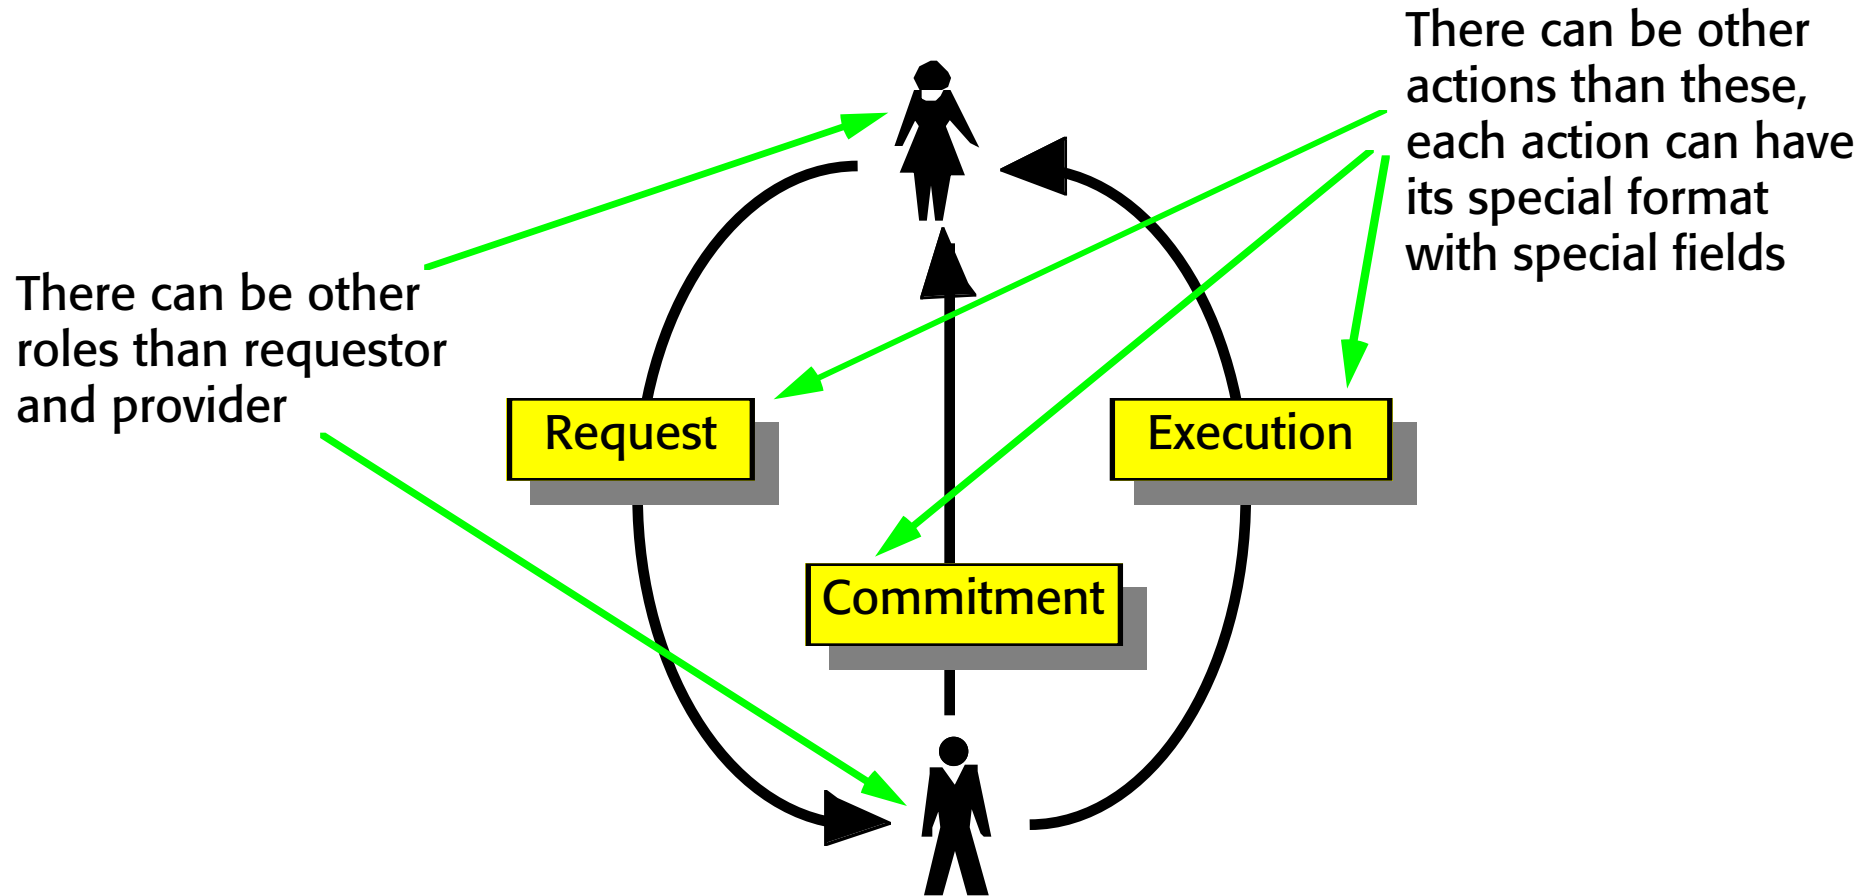 There can be other
actions than these,
each action can have
its special format
with special fields
There can be other
roles than requestor
and provider
Request
Execution
Commitment